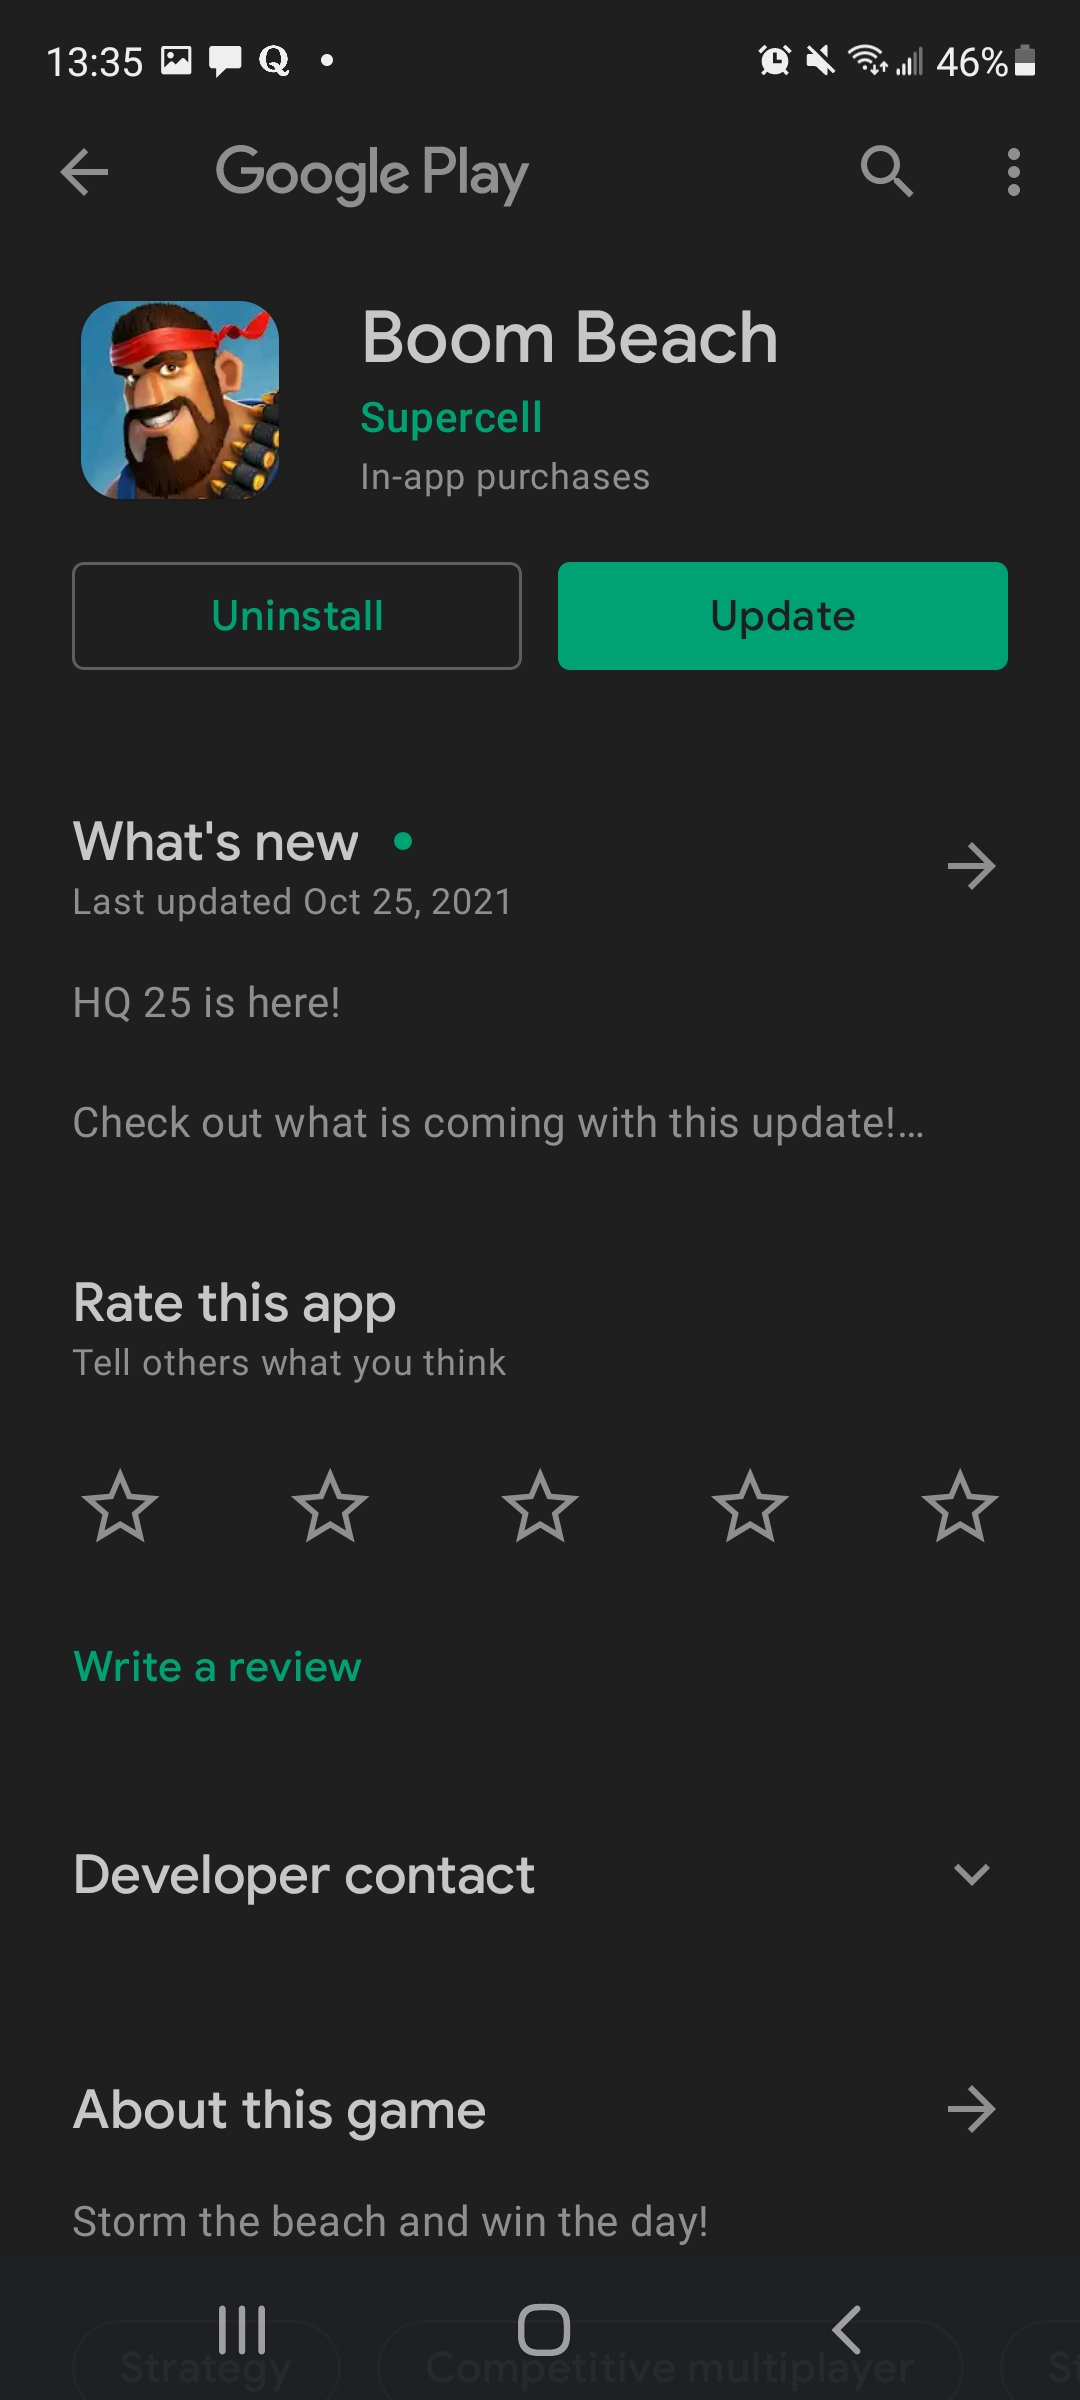 13:35
46%
Google Play
Boom Beach
Supercell
In-app purchases
Uninstall
Update
What's new
Last updated Oct 25, 2021
HQ 25 is here!
Check out what is coming with this update!...
Rate this app
Tell others what you think
Write a review
Developer contact
About this game
Storm the beach and win the day!
Strategy
Competitive multiplayer